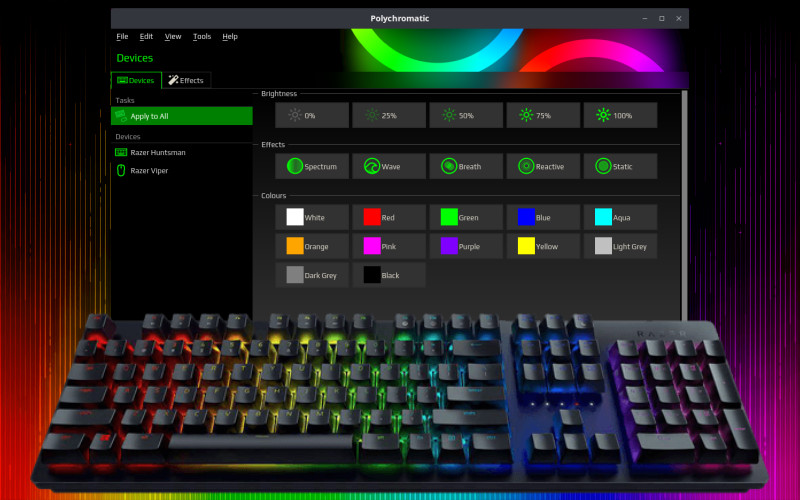 Polychromatic
File Edit View Tools Help
Devices
Devices Effects
Tasks
Apply to All
Devices
Razer Huntsman
Razer Viper
Brightness
0% 25% 50% 75% 100%
Effects
Spectrum Wave Breath Reactive Static
Colours
White Red Green Blue Aqua
Orange Pink Purple Yellow Light Grey
Dark Grey Black
RAZER